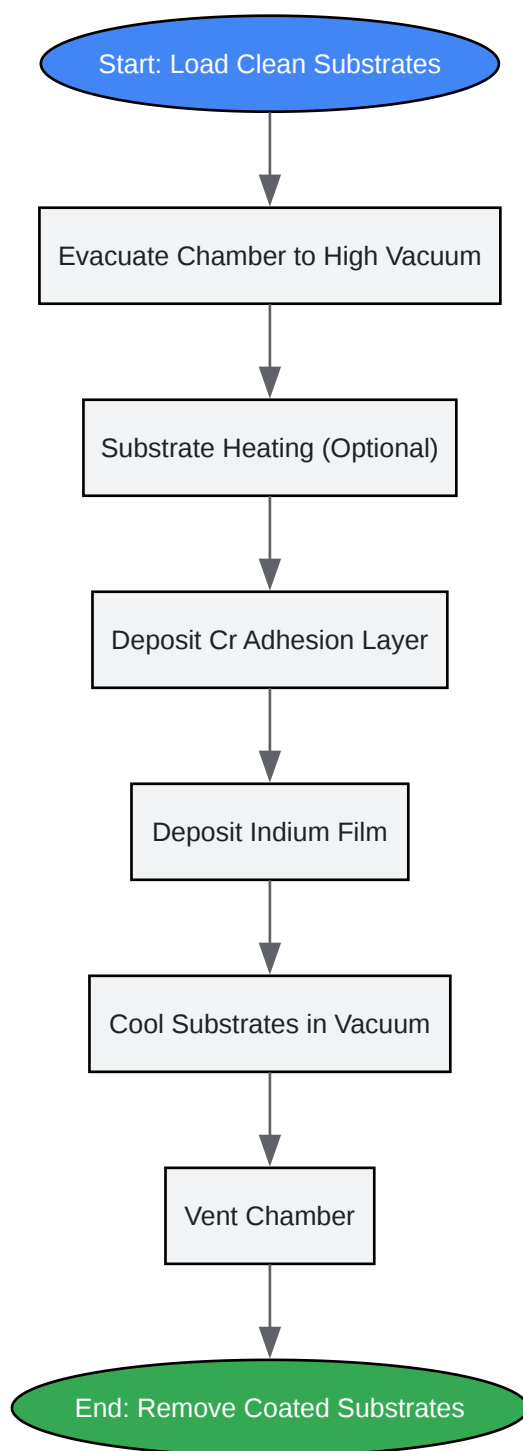 Start: Load Clean Substrates
Evacuate Chamber to High Vacuum
Substrate Heating (Optional)
Deposit Cr Adhesion Layer
Deposit Indium Film
Cool Substrates in Vacuum
Vent Chamber
End: Remove Coated Substrates